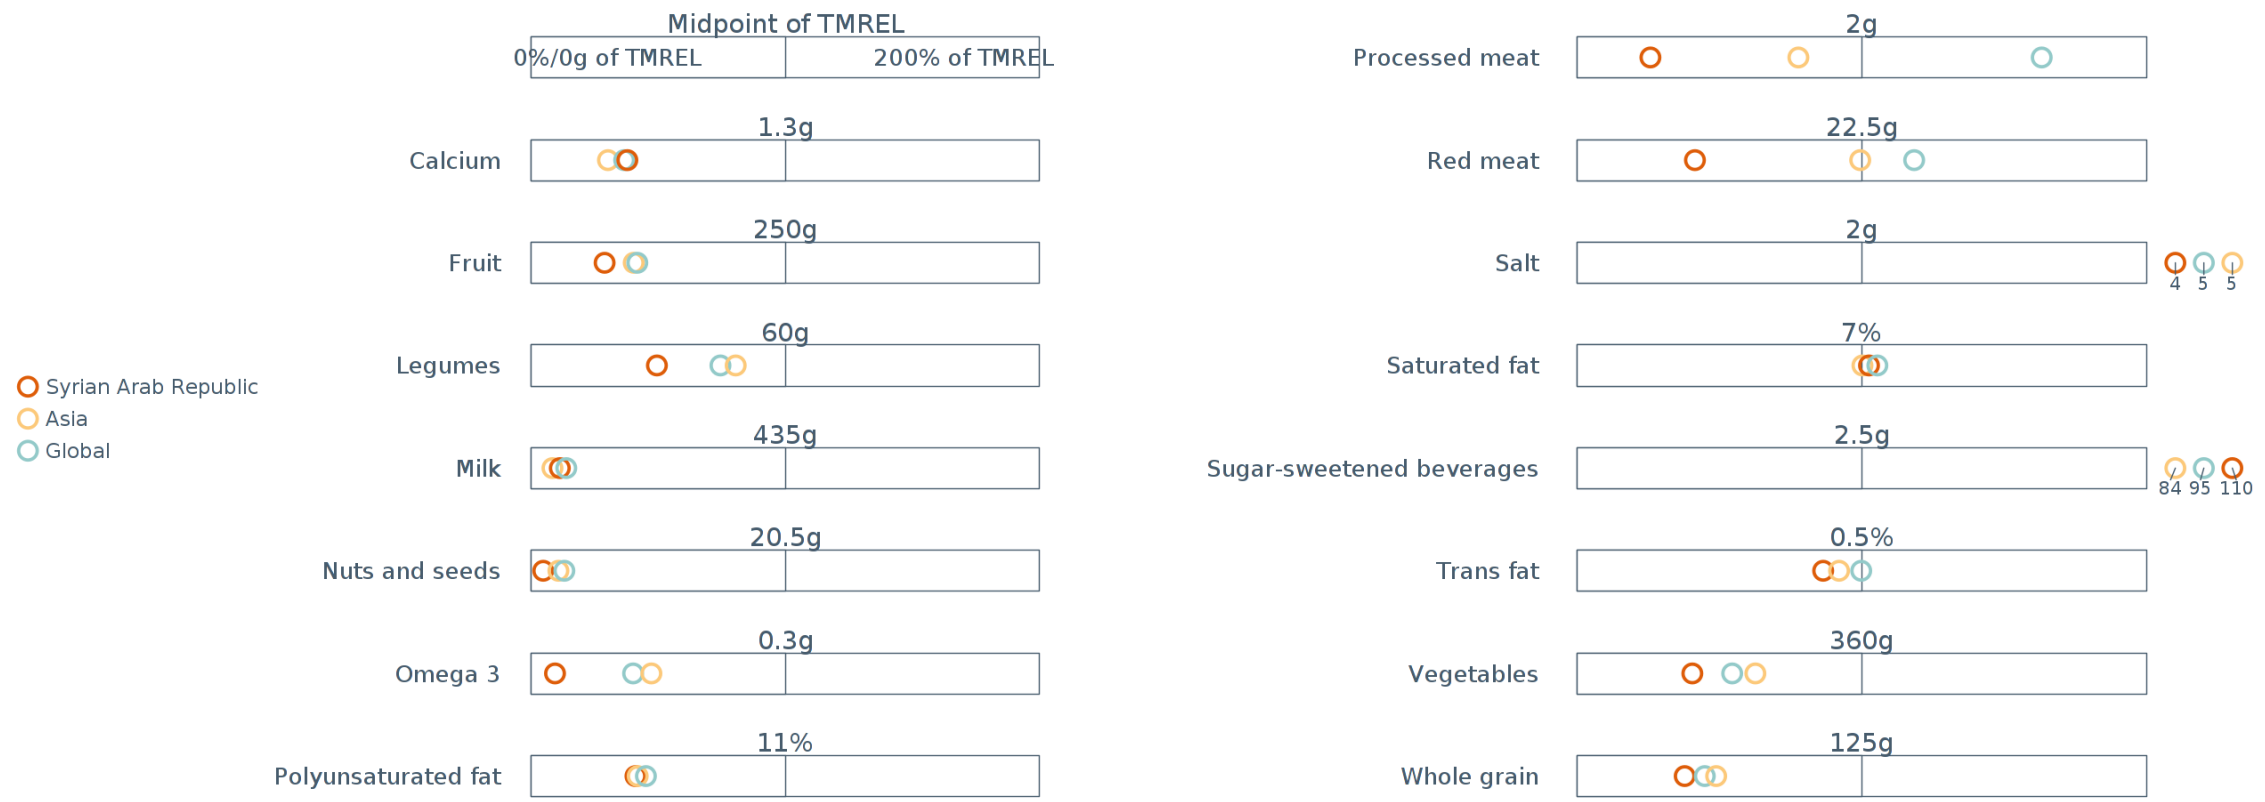 Midpoint of TMREL
0%/0g of TMREL 200% of TMREL
1.3g
Calcium
250g
Fruit
60g
Legumes
435g
Milk
20.5g
Nuts and seeds
0.3g
Omega 3
11%
Polyunsaturated fat
2g
Processed meat
22.5g
Red meat
2g
Salt
4 5 5
7%
Saturated fat
2.5g
Sugar-sweetened beverages
84 95 110
0.5%
Trans fat
360g
Vegetables
125g
Whole grain
Syrian Arab Republic
Asia
Global